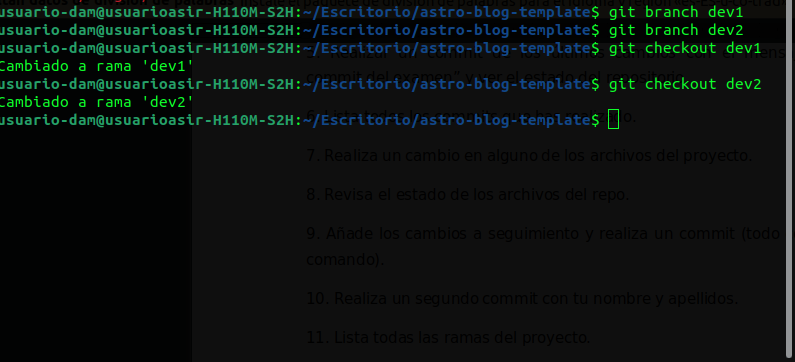 usuario-dam@usuarioasir-H110M-S2H:~/Escritorio/astro-blog-template$ git branch dev1
usuario-dam@usuarioasir-H110M-S2H:~/Escritorio/astro-blog-template$ git branch dev2
usuario-dam@usuarioasir-H110M-S2H:~/Escritorio/astro-blog-template$ git checkout dev1
Cambiado a rama 'dev1'
usuario-dam@usuarioasir-H110M-S2H:~/Escritorio/astro-blog-template$ git checkout dev2
Cambiado a rama 'dev2'
usuario-dam@usuarioasir-H110M-S2H:~/Escritorio/astro-blog-template$
7. Realiza un cambio en alguno de los archivos del proyecto.
8. Revisa el estado de los archivos del repo.
9. Añade los cambios a seguimiento y realiza un commit (todo
comando).
10. Realiza un segundo commit con tu nombre y apellidos.
11. Lista todas las ramas del proyecto.